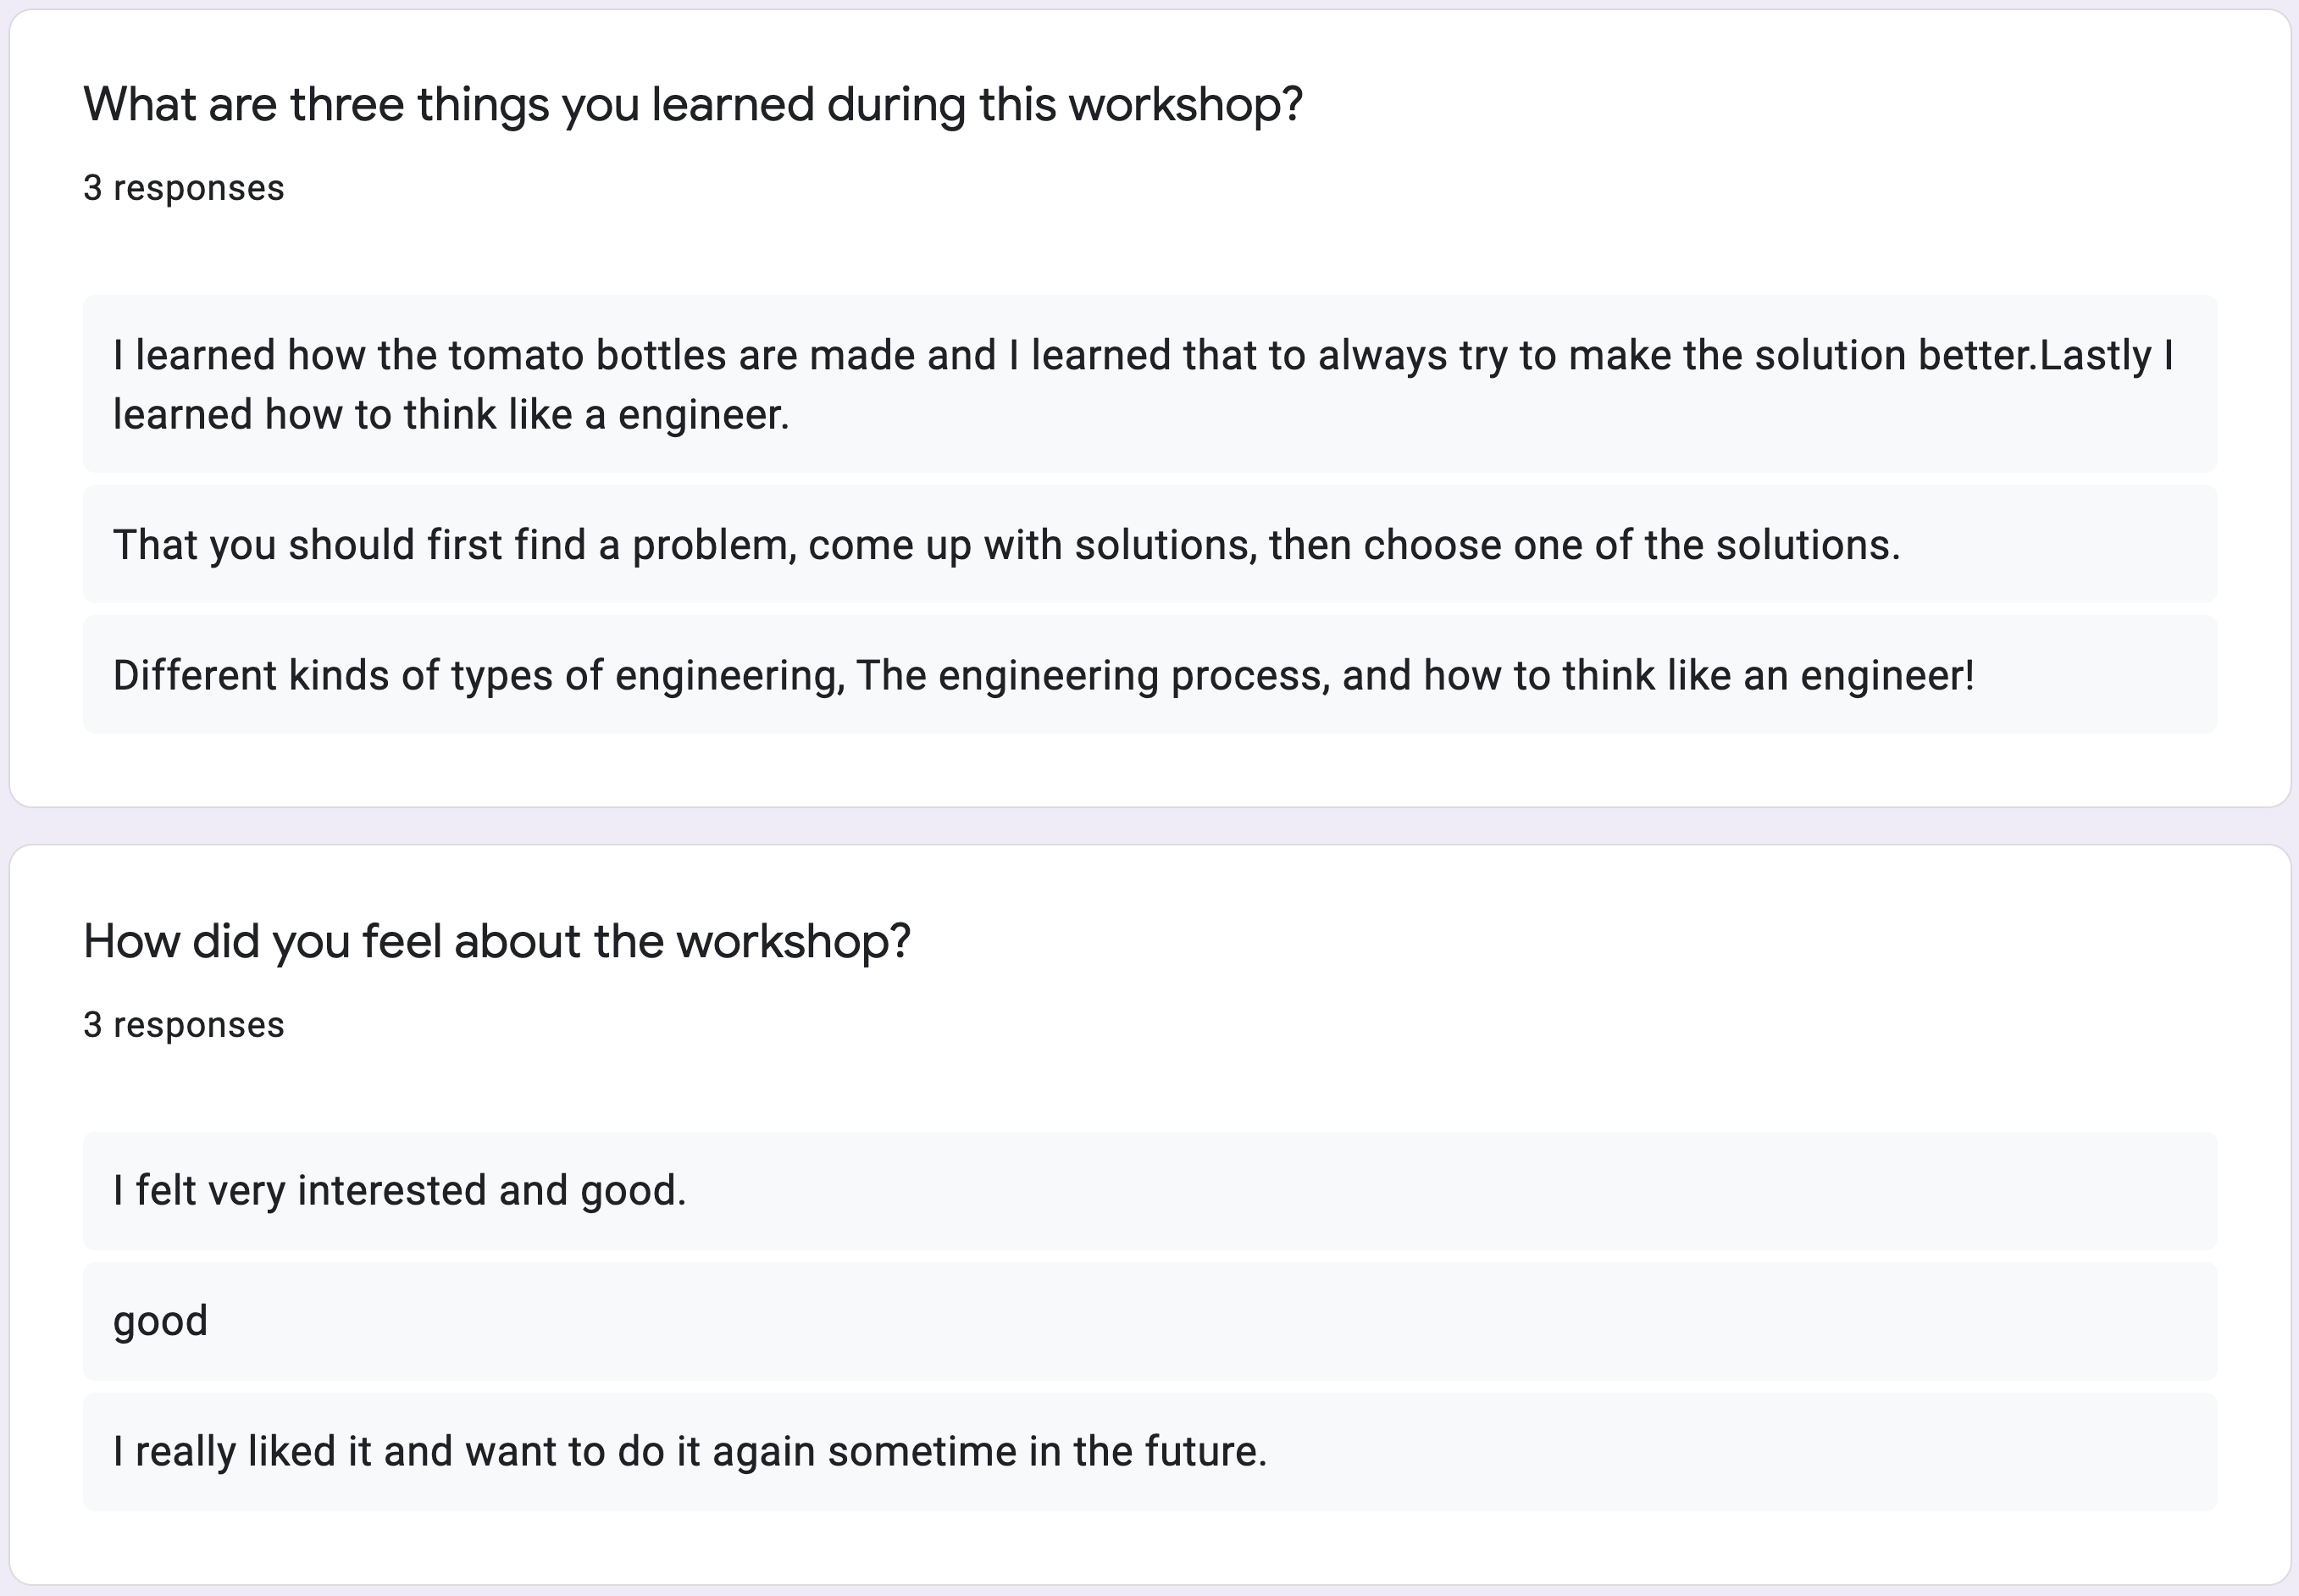 What are three things you learned during this workshop?
3 responses
I learned how the tomato bottles are made and I learned that to always try to make the solution better.Lastly I
learned how to think like a engineer.
That you should first find a problem, come up with solutions, then choose one of the solutions.
Different kinds of types of engineering, The engineering process, and how to think like an engineer!
How did you feel about the workshop?
3 responses
I felt very interested and good.
good
I really liked it and want to do it again sometime in the future.